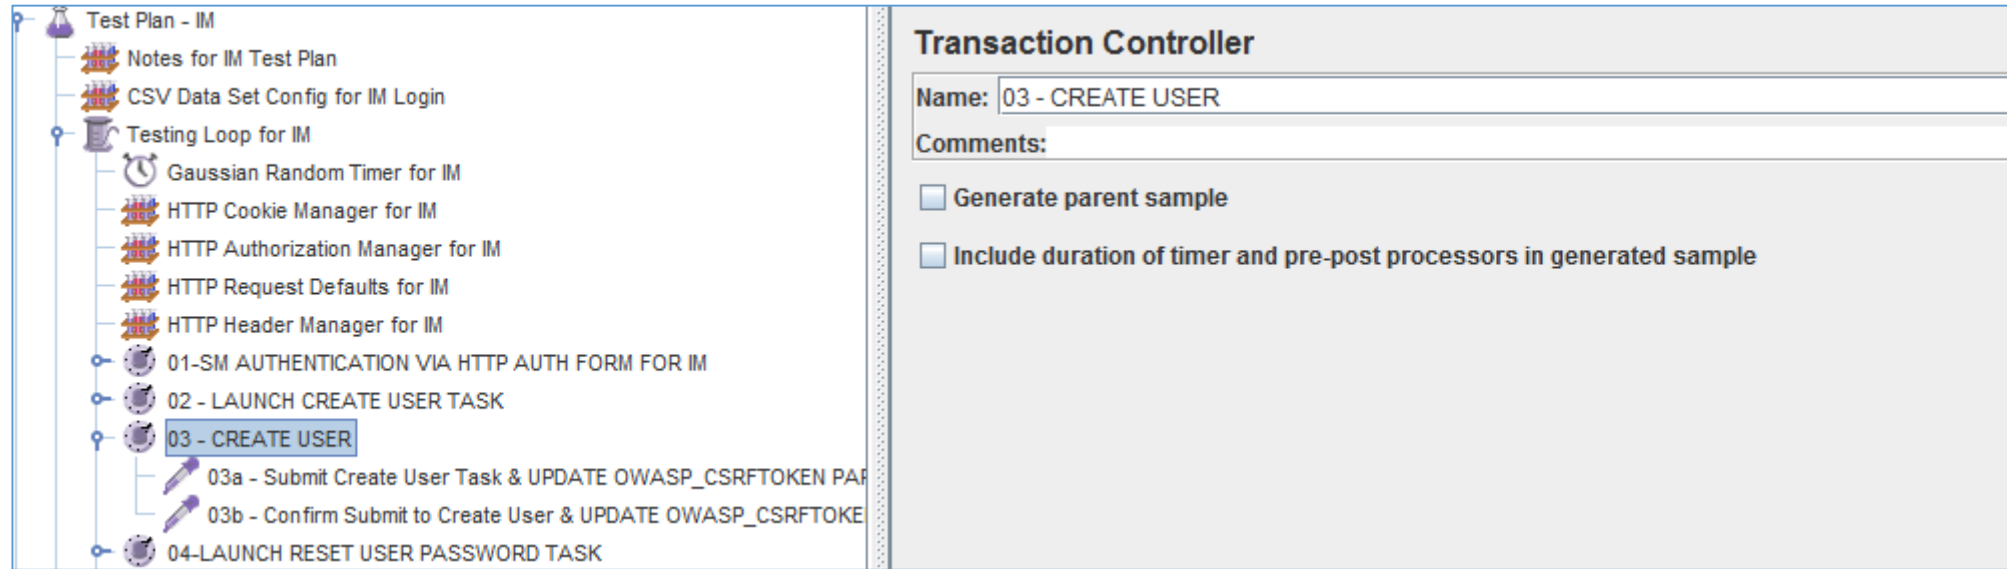 Test Plan - IM
Notes for IM Test Plan
CSV Data Set Config for IM Login
Testing Loop for IM
Gaussian Random Timer for IM
HTTP Cookie Manager for IM
HTTP Authorization Manager for IM
HTTP Request Defaults for IM
HTTP Header Manager for IM
01-SM AUTHENTICATION VIA HTTP AUTH FORM FOR IM
02 - LAUNCH CREATE USER TASK
03 - CREATE USER
03a - Submit Create User Task & UPDATE OWASP_CSRFTOKEN PAR
03b - Confirm Submit to Create User & UPDATE OWASP_CSRFTOKE
04-LAUNCH RESET USER PASSWORD TASK
Transaction Controller
Name: 03 - CREATE USER
Comments:
Generate parent sample
Include duration of timer and pre-post processors in generated sample